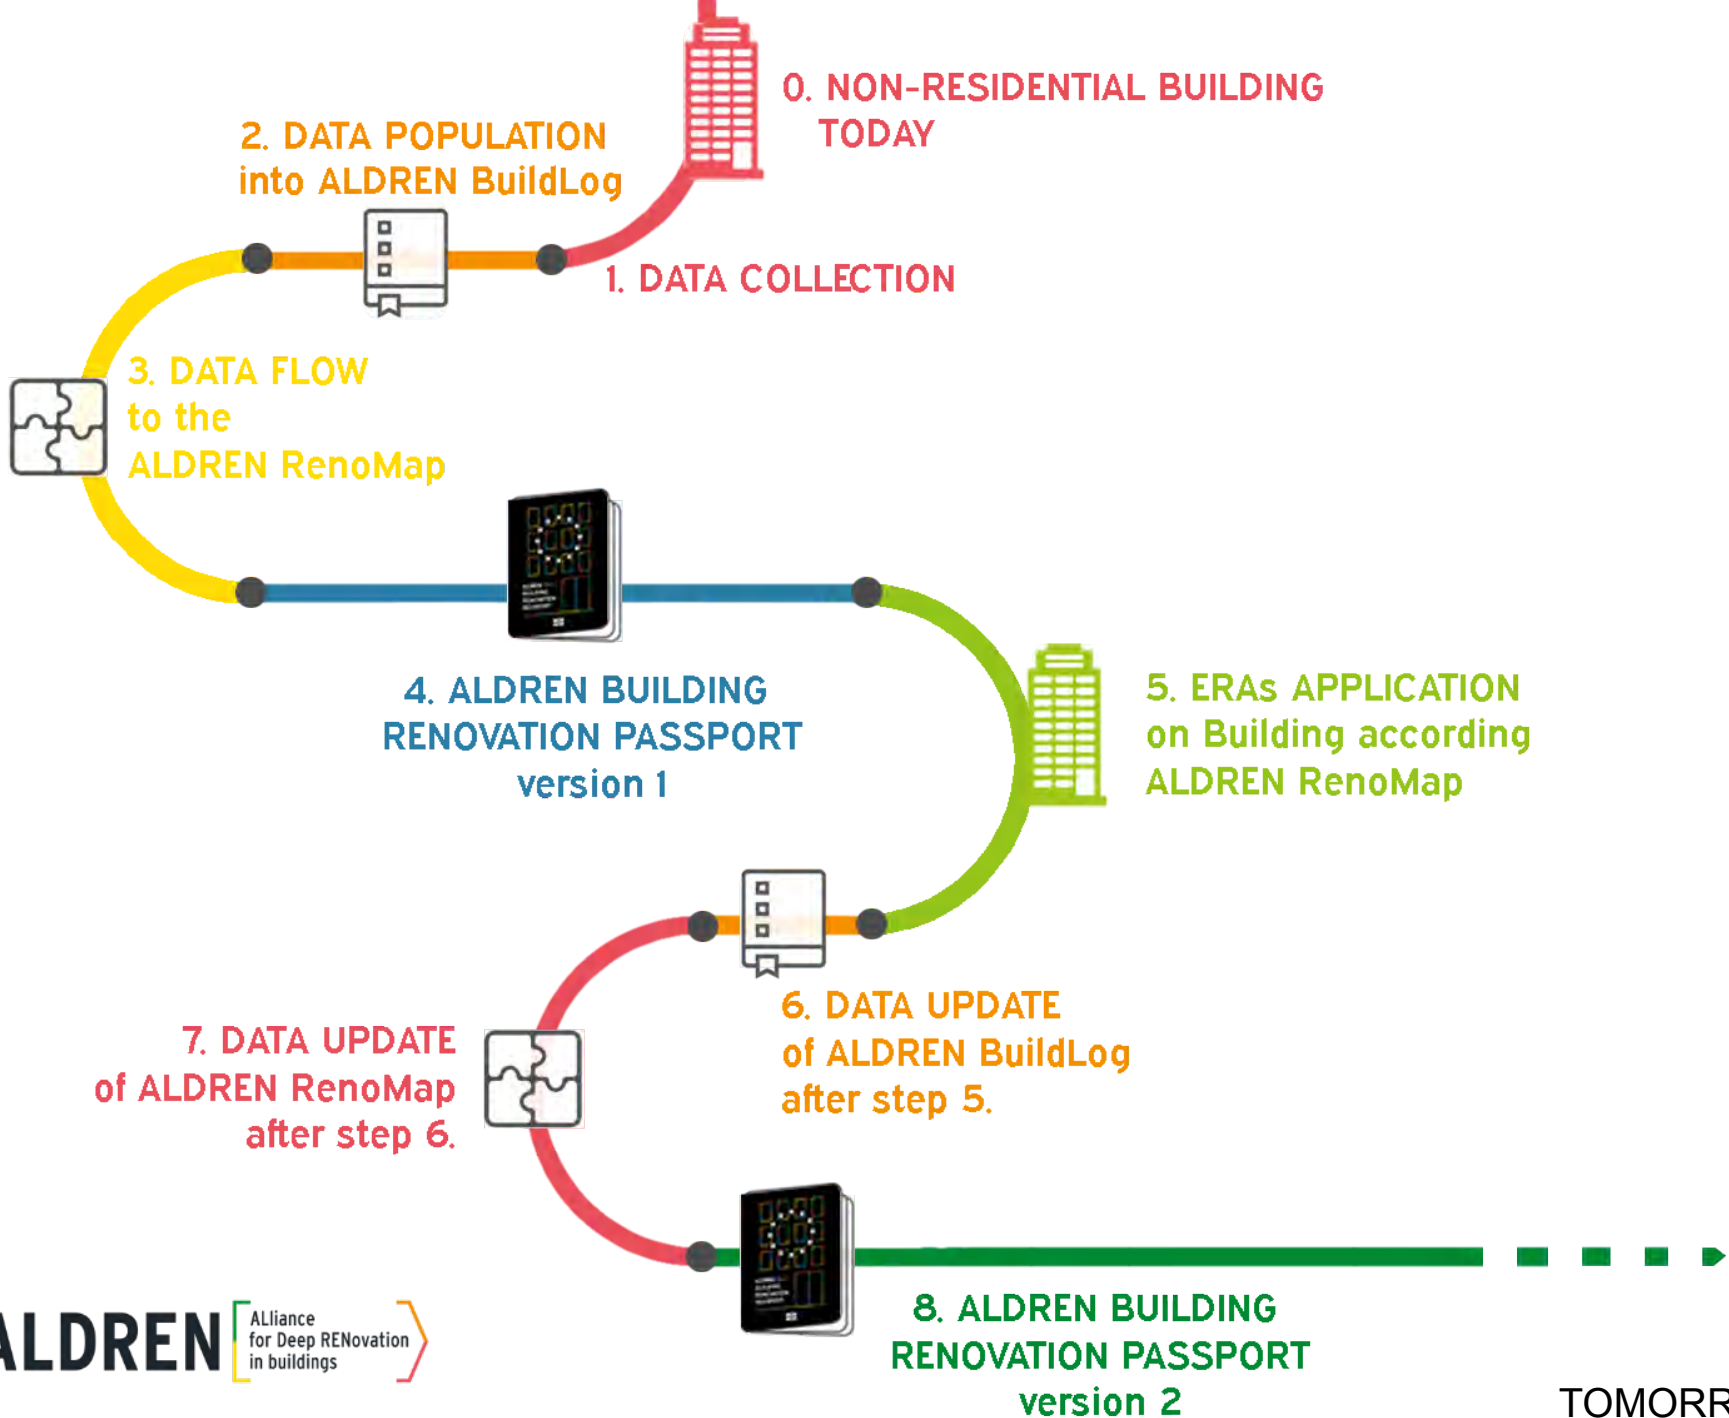 0. NON-RESIDENTIAL BUILDING
TODAY
1. DATA COLLECTION
2. DATA POPULATION
into ALDREN BuildLog
3. DATA FLOW
to the
ALDREN RenoMap
4. ALDREN BUILDING
RENOVATION PASSPORT
version 1
5. ERAs APPLICATION
on Building according
ALDREN RenoMap
6. DATA UPDATE
of ALDREN BuildLog
after step 5.
7. DATA UPDATE
of ALDREN RenoMap
after step 6.
8. ALDREN BUILDING
RENOVATION PASSPORT
version 2
ALDREN
ALliance
for Deep RENovation
in buildings
TOMORR